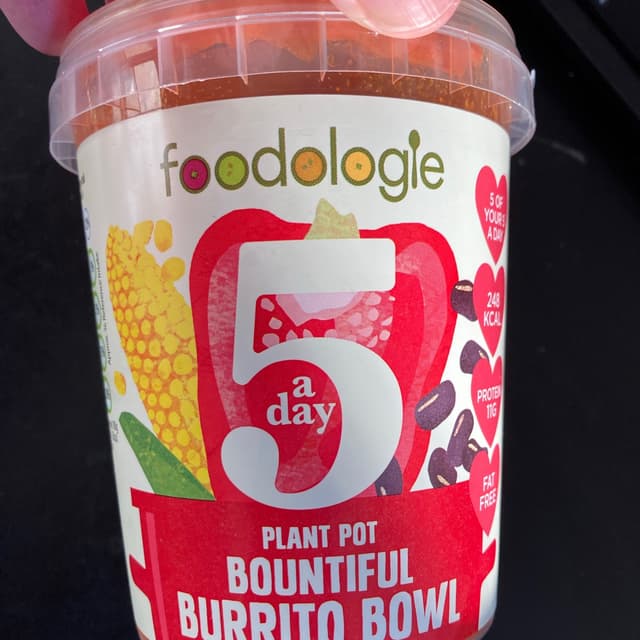 foodologie
5 OF
YOUR 5
A DAY
248
KCAL
PROTEIN
11G
FAT
FREE
5
a
day
PLANT POT
BOUNTIFUL
BURRITO BOWL